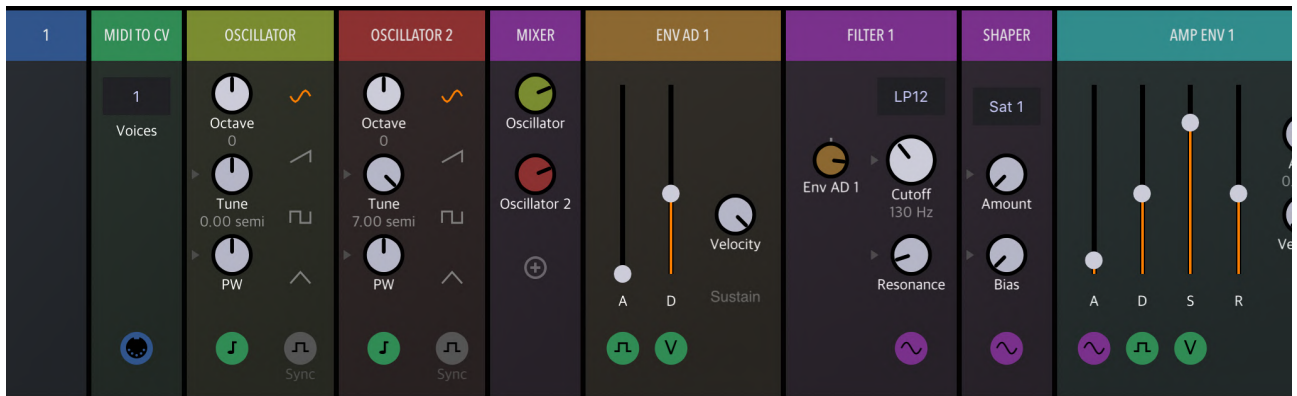 1
MIDI TO CV
OSCILLATOR
OSCILLATOR 2
MIXER
ENV AD 1
FILTER 1
SHAPER
AMP ENV 1
1
Voices
Octave
0
Tune
0.00 semi
PW
Sync
Octave
0
Tune
7.00 semi
PW
Sync
Oscillator
Oscillator 2
A
D
Velocity
Sustain
V
Env AD 1
LP12
Cutoff
130 Hz
Resonance
Sat 1
Amount
Bias
A
D
S
R
V